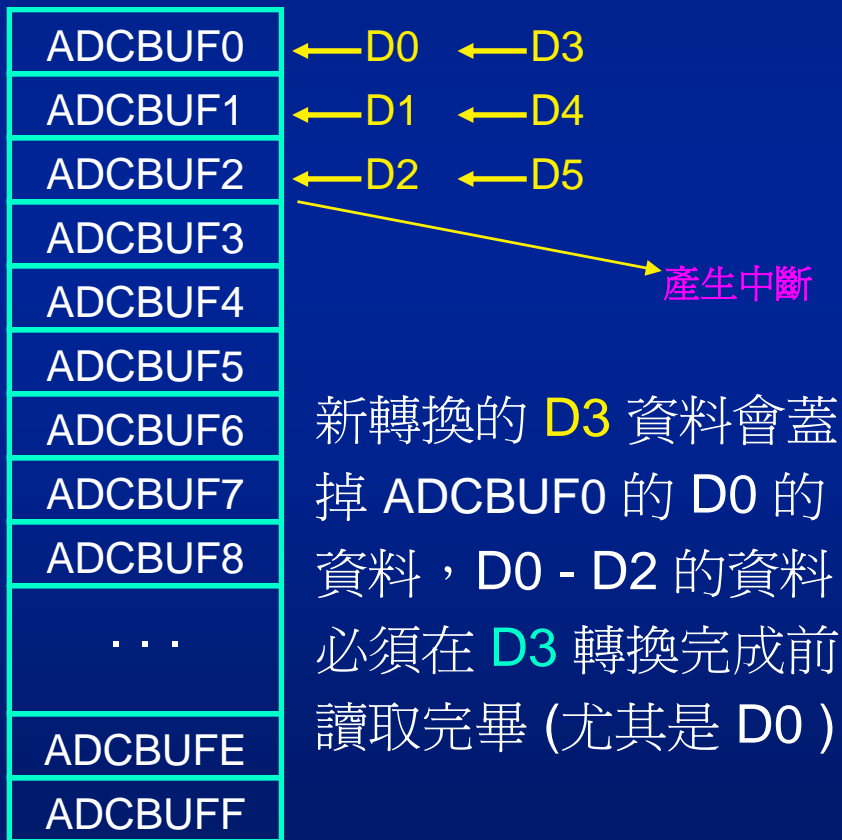 ADCBUF0 D0 D3
ADCBUF1 D1 D4
ADCBUF2 D2 D5
ADCBUF3
產生中斷
ADCBUF4
ADCBUF5
ADCBUF6
ADCBUF7
ADCBUF8
. . .
ADCBUFE
ADCBUFF
新轉換的 D3 資料會蓋
掉 ADCBUF0 的 D0 的
資料，D0 - D2 的資料
必須在 D3 轉換完成前
讀取完畢 (尤其是 D0 )